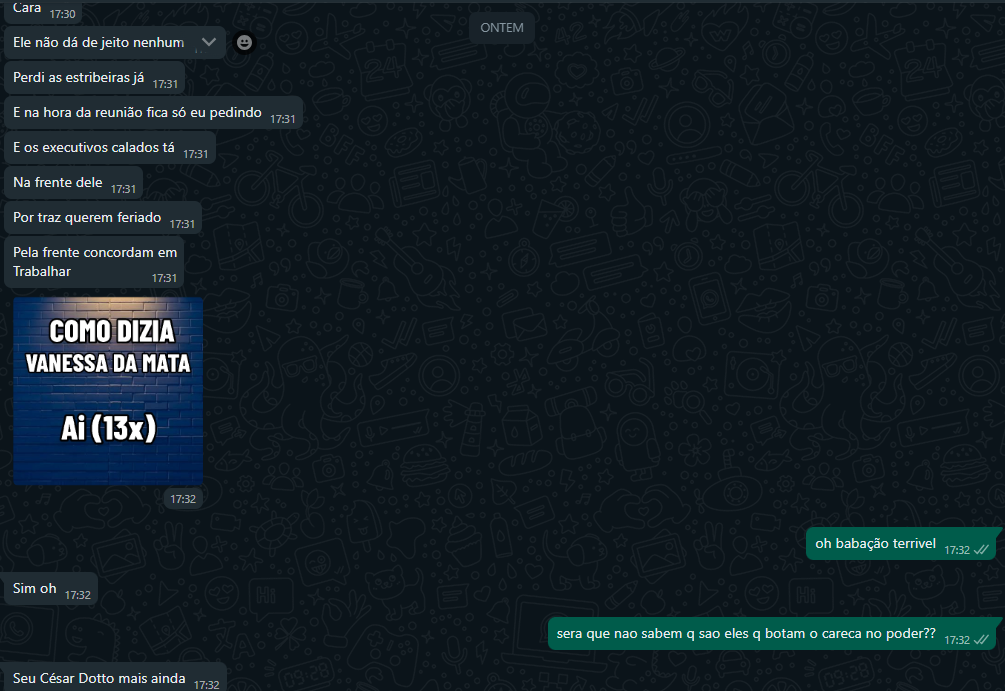 Cara 17:30
ONTEM
Ele não dá de jeito nenhum
Perdi as estribeiras já 17:31
E na hora da reunião fica só eu pedindo 17:31
E os executivos calados tá 17:31
Na frente dele 17:31
Por traz querem feriado 17:31
Pela frente concordam em
Trabalhar 17:31
COMO DIZIA
VANESSA DA MATA
Ai (13x)
17:32
oh babação terrivel 17:32
Sim oh 17:32
sera que nao sabem q sao eles q botam o careca no poder?? 17:32
Seu César Dotto mais ainda 17:32